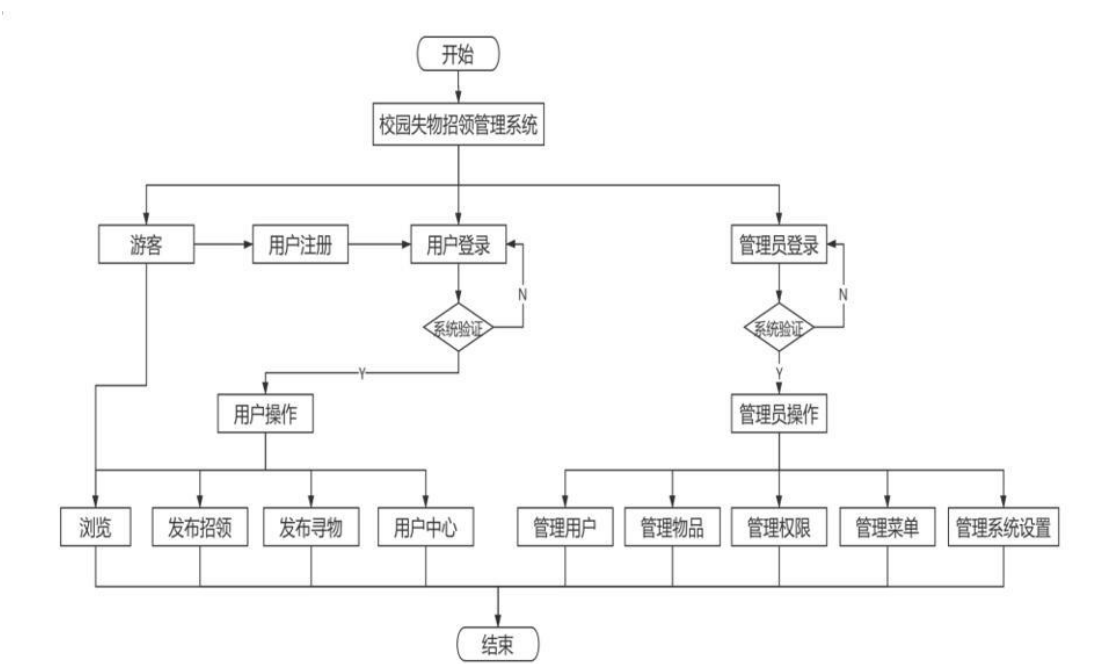 开始
校园失物招领管理系统
游客
用户注册
用户登录
管理员登录
N
N
系统验证
系统验证
Y
Y
用户操作
管理员操作
浏览
发布招领
发布寻物
用户中心
管理用户
管理物品
管理权限
管理菜单
管理系统设置
结束